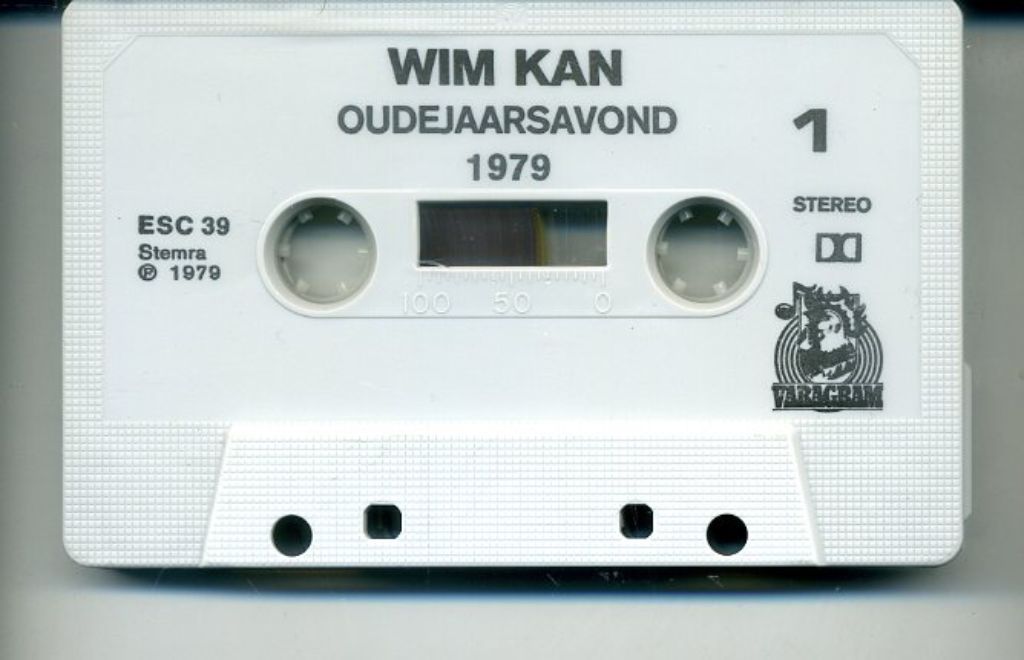 WIM KAN
OUDEJAARSAVOND
1979
1
ESC 39
Stemra
℗ 1979
STEREO
100 50 0
VARAGRAM